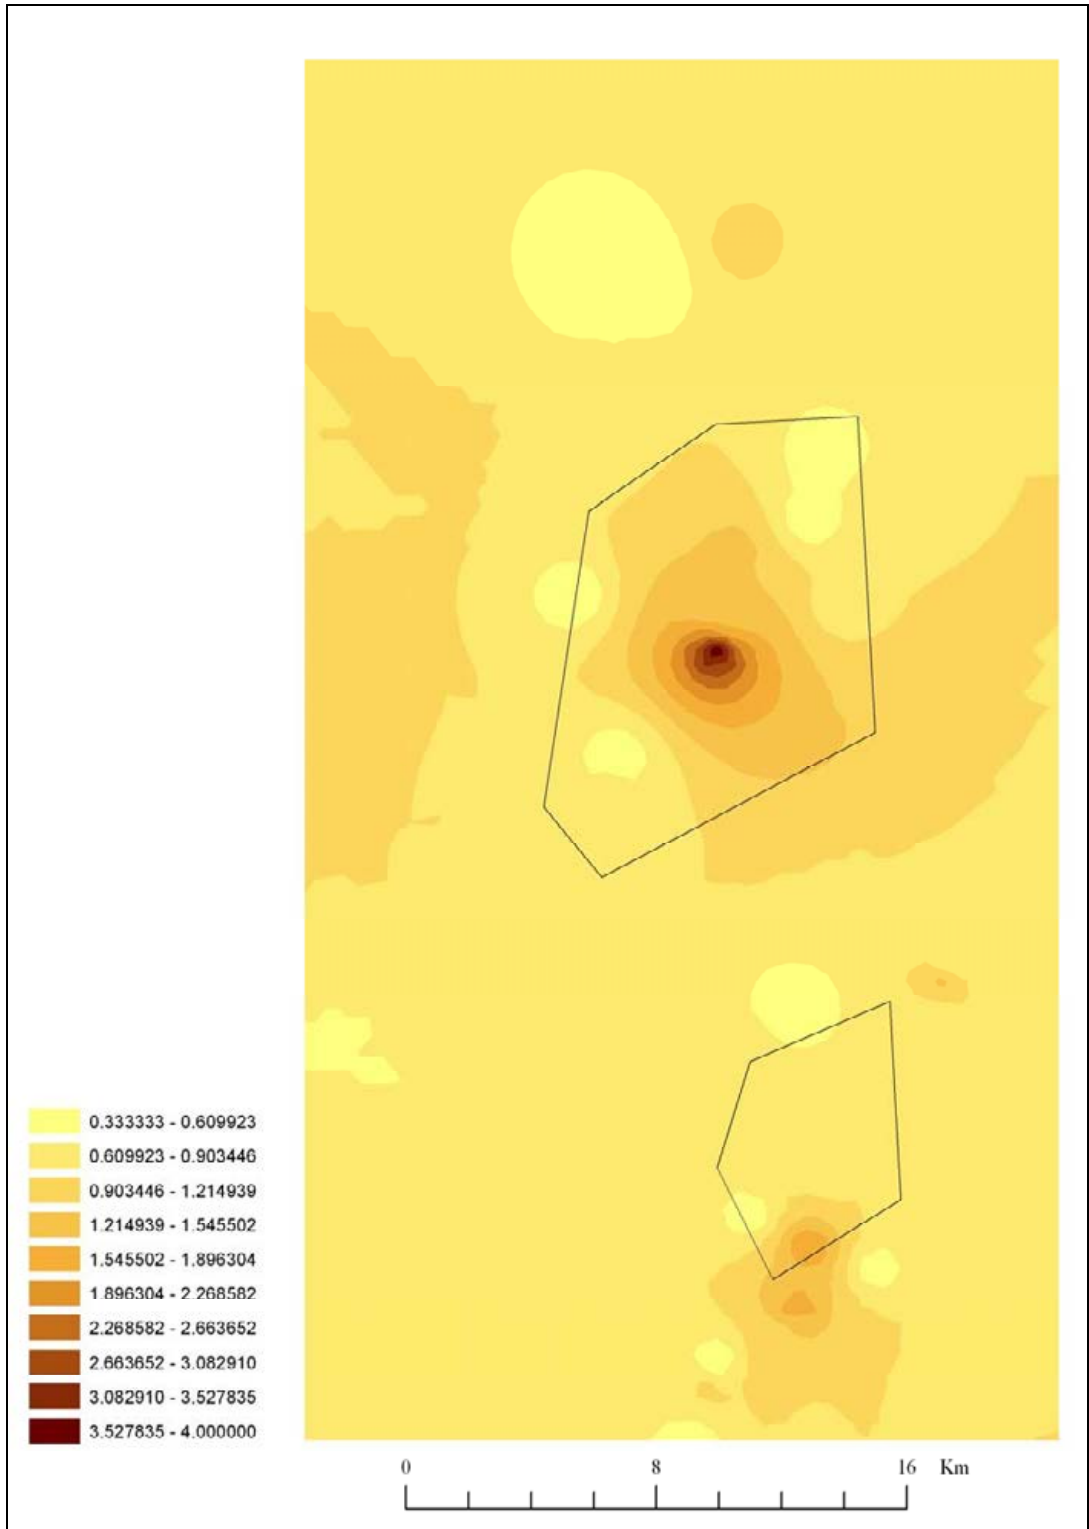 0.333333 - 0.609923
0.609923 - 0.903446
0.903446 - 1.214939
1.214939 - 1.545502
1.545502 - 1.896304
1.896304 - 2.268582
2.268582 - 2.663652
2.663652 - 3.082910
3.082910 - 3.527835
3.527835 - 4.000000
0 8 16 Km